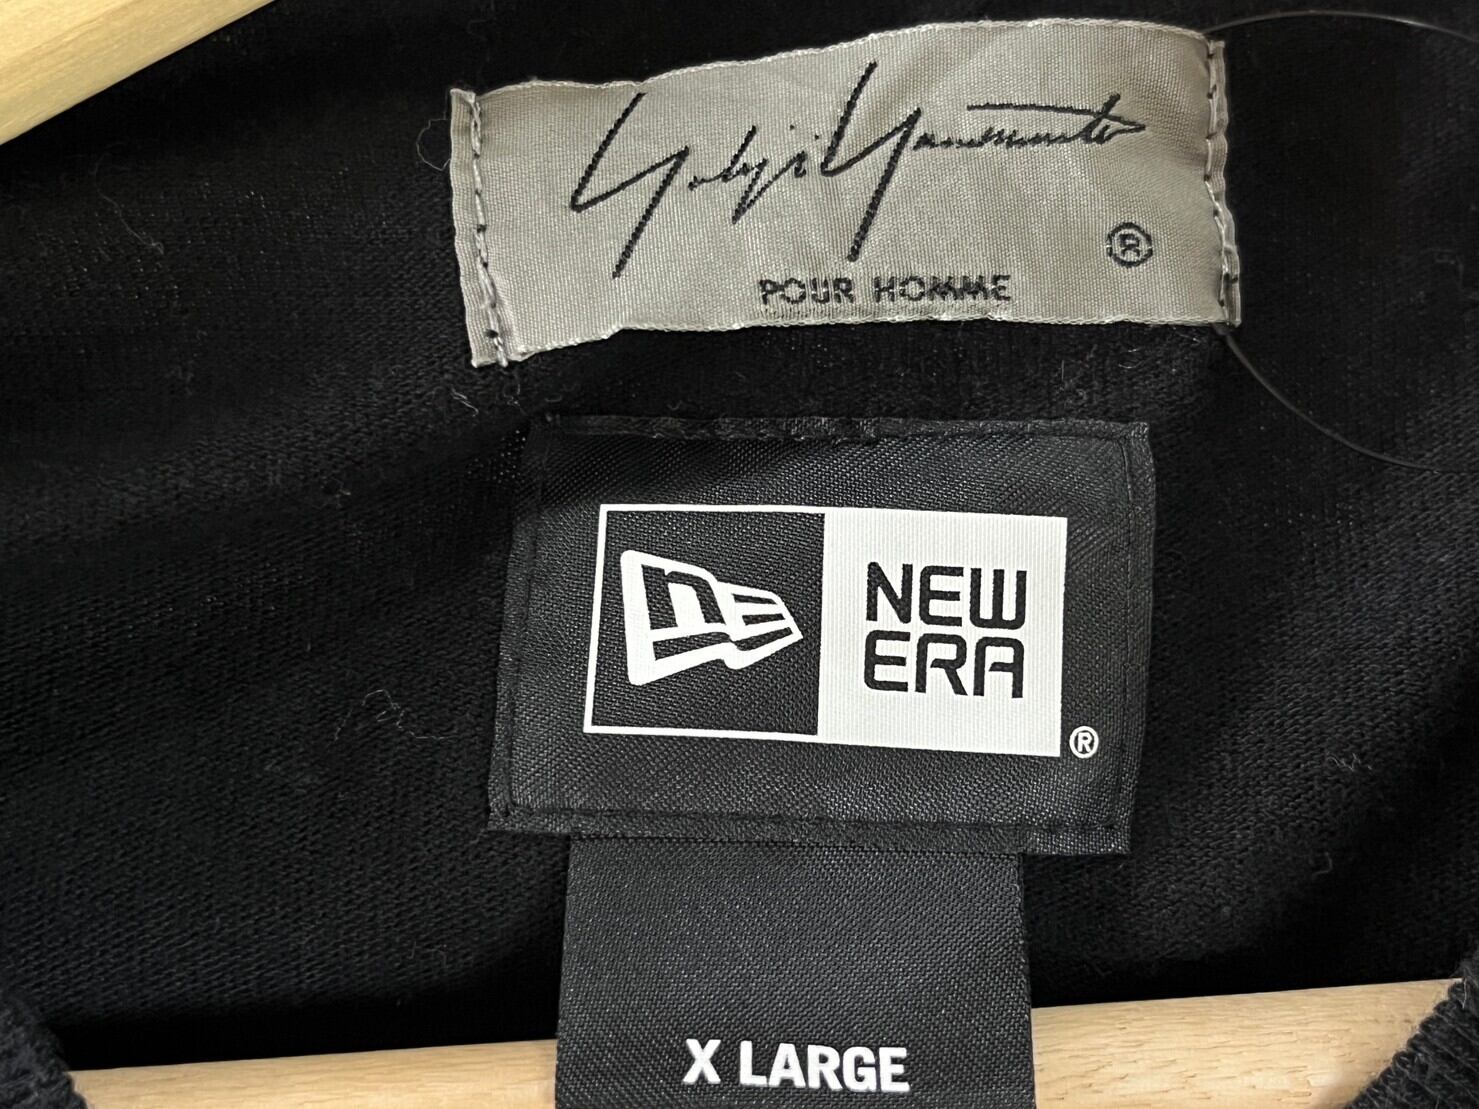 Yohji Yamamoto
®
POUR HOMME
NEW
ERA
®
X LARGE